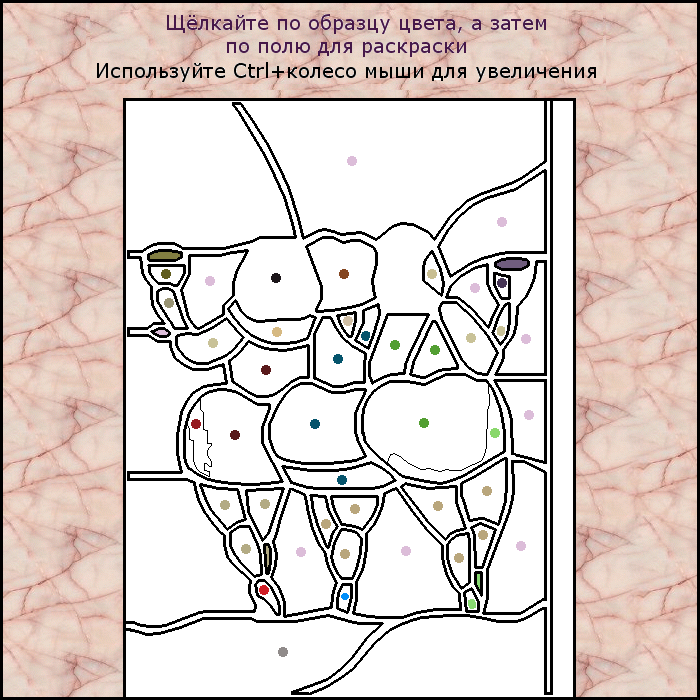 Щёлкайте по образцу цвета, а затем
по полю для раскраски
Используйте Ctrl+колесо мыши для увеличения